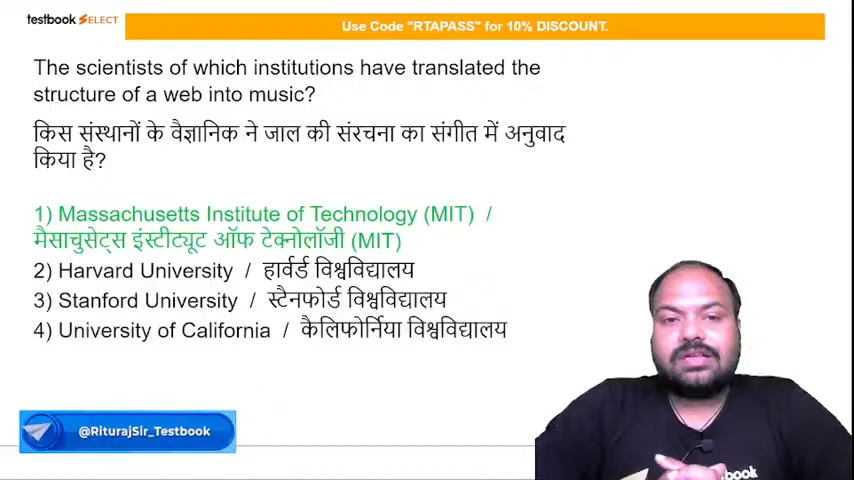 testbook SELECT
Use Code "RTAPASS" for 10% DISCOUNT.
The scientists of which institutions have translated the
structure of a web into music?
किस संस्थानों के वैज्ञानिक ने जाल की संरचना का संगीत में अनुवाद
किया है?
1) Massachusetts Institute of Technology (MIT) /
मैसाचुसेट्स इंस्टीट्यूट ऑफ टेक्नोलॉजी (MIT)
2) Harvard University / हार्वर्ड विश्वविद्यालय
3) Stanford University / स्टैनफोर्ड विश्वविद्यालय
4) University of California / कैलिफोर्निया विश्वविद्यालय
@RiturajSir_Testbook